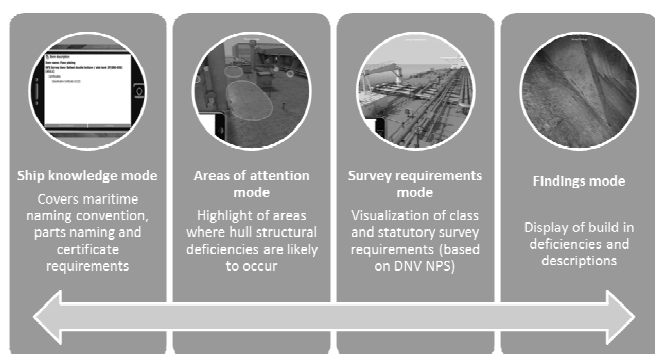 Ship knowledge mode
Covers maritime
naming convention,
parts naming and
certificate
requirements
Areas of attention
mode
Highlight of areas
where hull structural
deficiencies are likely
to occur
Survey requirements
mode
Visualization of class
and statutory survey
requirements (based
on DNV NPS)
Findings mode
Display of build in
deficiencies and
descriptions